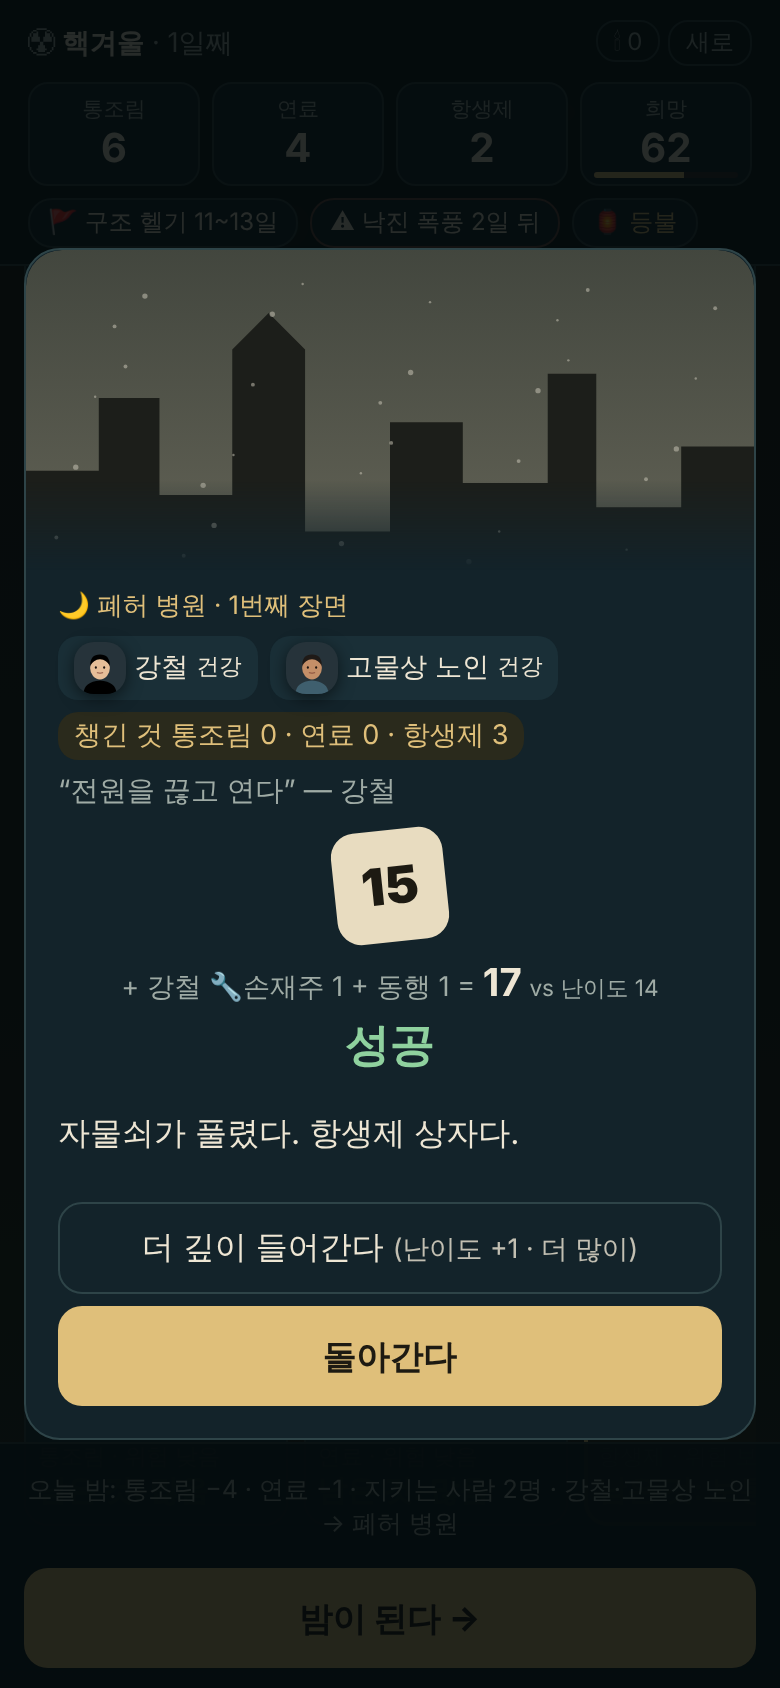 ☢ 핵겨울 · 1일째
0
새로
통조림
6
연료
4
항생제
2
희망
62
🚩 구조 헬기 11~13일
⚠ 낙진 폭풍 2일 뒤
🏮 등불
🌙 폐허 병원 · 1번째 장면
강철 건강
고물상 노인 건강
챙긴 것 통조림 0 · 연료 0 · 항생제 3
“전원을 끊고 연다” — 강철
15
+ 강철 🔧손재주 1 + 동행 1 = 17 vs 난이도 14
성공
자물쇠가 풀렸다. 항생제 상자다.
더 깊이 들어간다 (난이도 +1 · 더 많이)
돌아간다
오늘 밤: 통조림 −4 · 연료 −1 · 지키는 사람 2명 · 강철·고물상 노인
→ 폐허 병원
밤이 된다 →